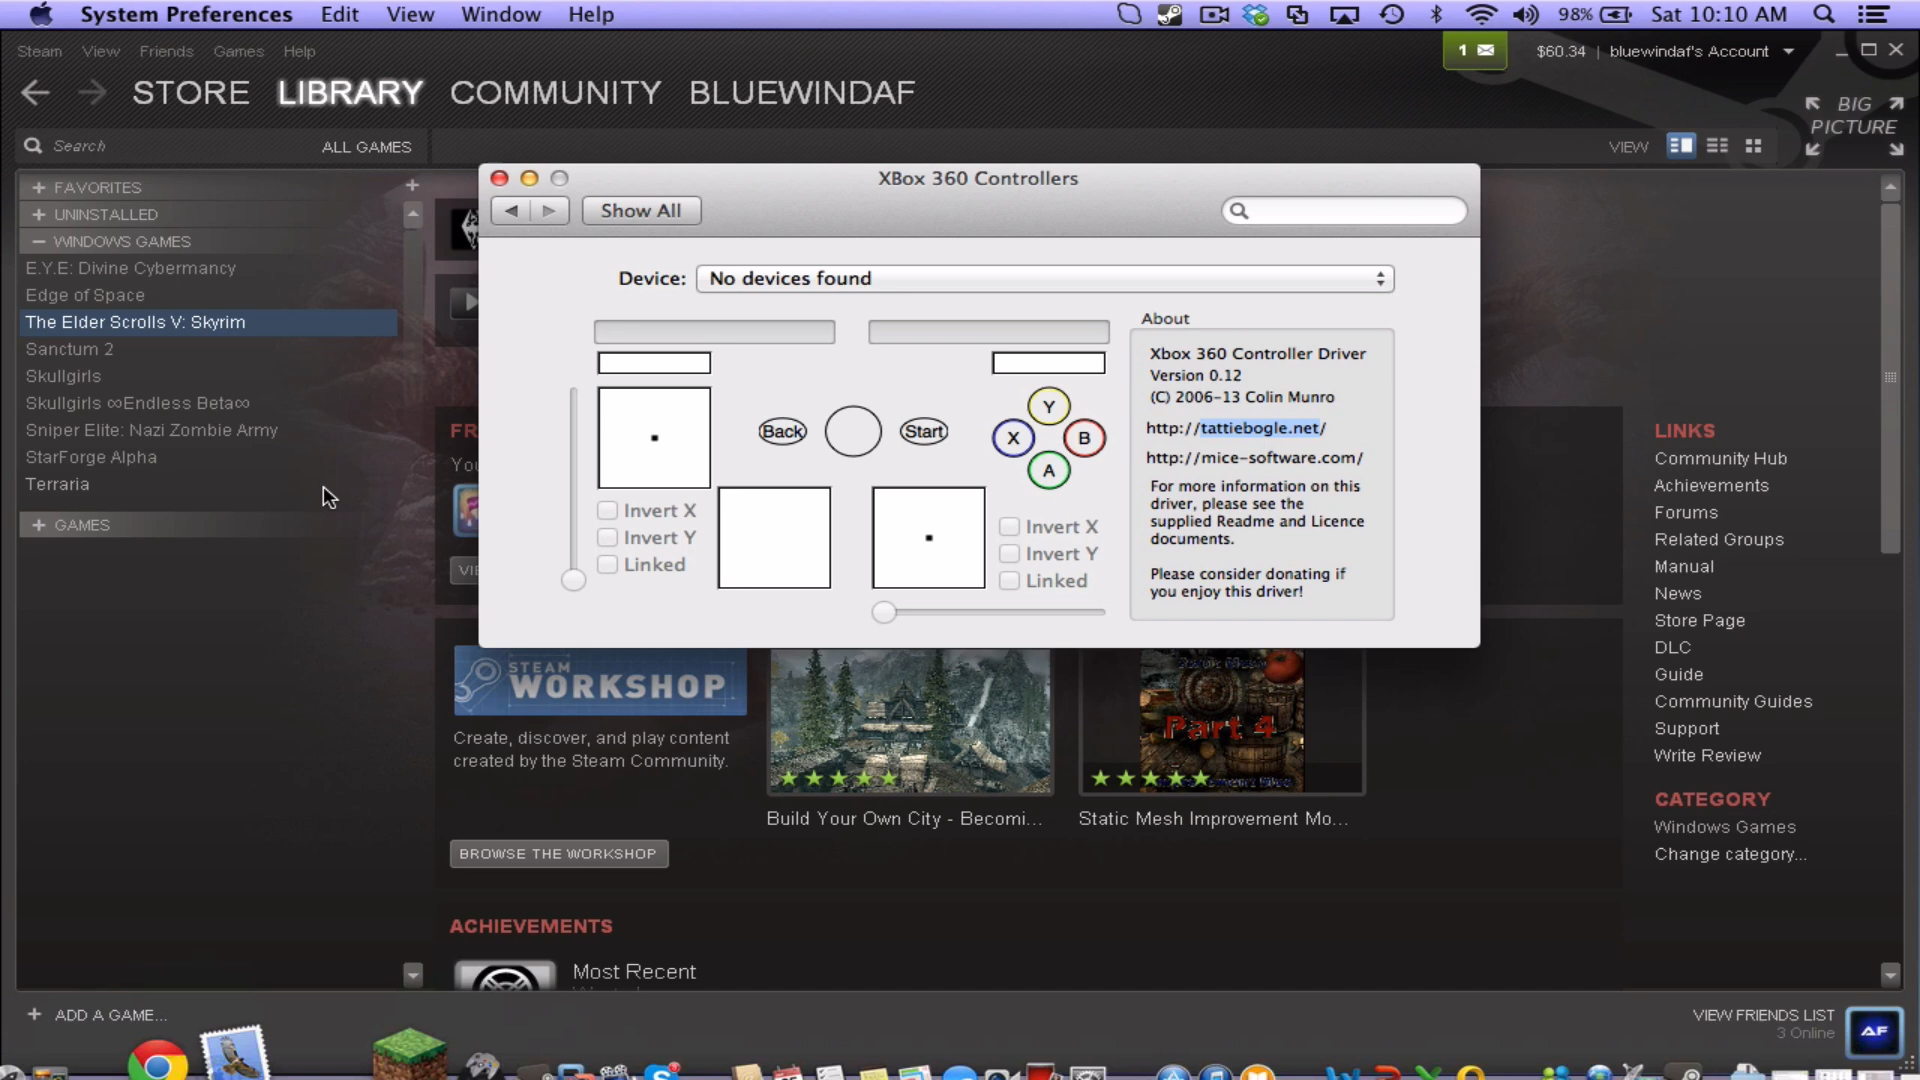 System Preferences Edit View Window Help
98% Sat 10:10 AM
Steam View Friends Games Help
1 $60.34 | bluewindaf's Account
STORE LIBRARY COMMUNITY BLUEWINDAF
BIG PICTURE
Search ALL GAMES
VIEW
+ FAVORITES +
+ UNINSTALLED
− WINDOWS GAMES
E.Y.E: Divine Cybermancy
Edge of Space
The Elder Scrolls V: Skyrim
Sanctum 2
Skullgirls
Skullgirls ∞Endless Beta∞
Sniper Elite: Nazi Zombie Army
StarForge Alpha
Terraria
+ GAMES
XBox 360 Controllers
Show All
Device: No devices found
Back
Start
Y
X
B
A
Invert X
Invert Y
Linked
Invert X
Invert Y
Linked
About
Xbox 360 Controller Driver
Version 0.12
(C) 2006-13 Colin Munro
http://tattiebogle.net/
http://mice-software.com/
For more information on this
driver, please see the
supplied Readme and Licence
documents.
Please consider donating if
you enjoy this driver!
FR
You
VI
STEAM
WORKSHOP
Create, discover, and play content
created by the Steam Community.
Part 4
Build Your Own City - Becomi...
Static Mesh Improvement Mo...
BROWSE THE WORKSHOP
ACHIEVEMENTS
Most Recent
LINKS
Community Hub
Achievements
Forums
Related Groups
Manual
News
Store Page
DLC
Guide
Community Guides
Support
Write Review
CATEGORY
Windows Games
Change category...
+ ADD A GAME...
VIEW FRIENDS LIST
3 Online
AF